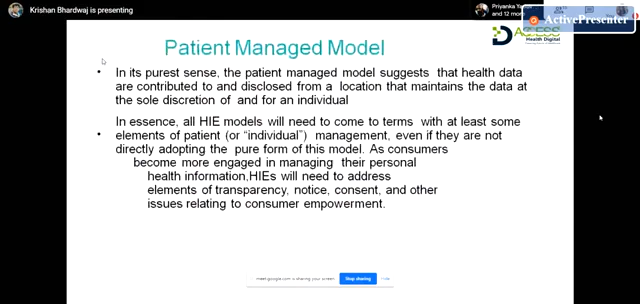 Krishan Bhardwaj is presenting
and 12 more
ActivePresenter
Health Digital
Patient Managed Model
• In its purest sense, the patient managed model suggests that health data
are contributed to and disclosed from a location that maintains the data at
the sole discretion of and for an individual
In essence, all HIE models will need to come to terms with at least some
• elements of patient (or “individual”) management, even if they are not
directly adopting the pure form of this model. As consumers
become more engaged in managing their personal
health information,HIEs will need to address
elements of transparency, notice, consent, and other
issues relating to consumer empowerment.
meet.google.com is sharing your screen.
Stop sharing
Hide